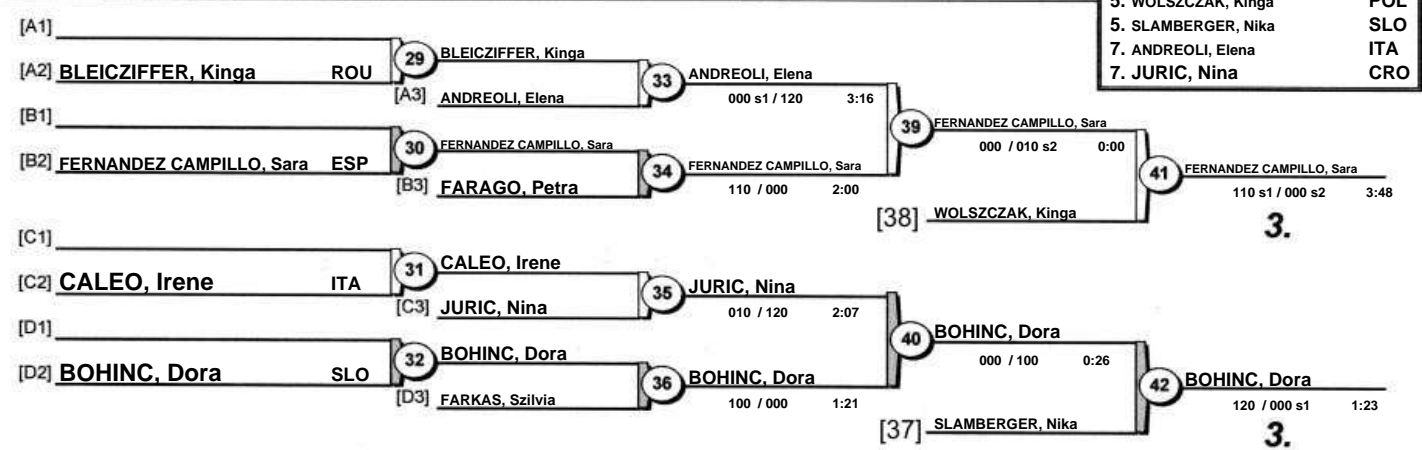 5. WOLSZCZAK, Kinga POL
5. SLAMBERGER, Nika SLO
7. ANDREOLI, Elena ITA
7. JURIC, Nina CRO
[A1]
[A2] BLEICZIFFER, Kinga ROU
29
BLEICZIFFER, Kinga
[A3] ANDREOLI, Elena
33
ANDREOLI, Elena
000 s1 / 120 3:16
[B1]
[B2] FERNANDEZ CAMPILLO, Sara ESP
30
FERNANDEZ CAMPILLO, Sara
[B3] FARAGO, Petra
34
FERNANDEZ CAMPILLO, Sara
110 / 000 2:00
39
FERNANDEZ CAMPILLO, Sara
000 / 010 s2 0:00
[38] WOLSZCZAK, Kinga
41
FERNANDEZ CAMPILLO, Sara
110 s1 / 000 s2 3:48
3.
[C1]
[C2] CALEO, Irene ITA
31
CALEO, Irene
[C3] JURIC, Nina
35
JURIC, Nina
010 / 120 2:07
[D1]
[D2] BOHINC, Dora SLO
32
BOHINC, Dora
[D3] FARKAS, Szilvia
36
BOHINC, Dora
100 / 000 1:21
40
BOHINC, Dora
000 / 100 0:26
[37] SLAMBERGER, Nika
42
BOHINC, Dora
120 / 000 s1 1:23
3.